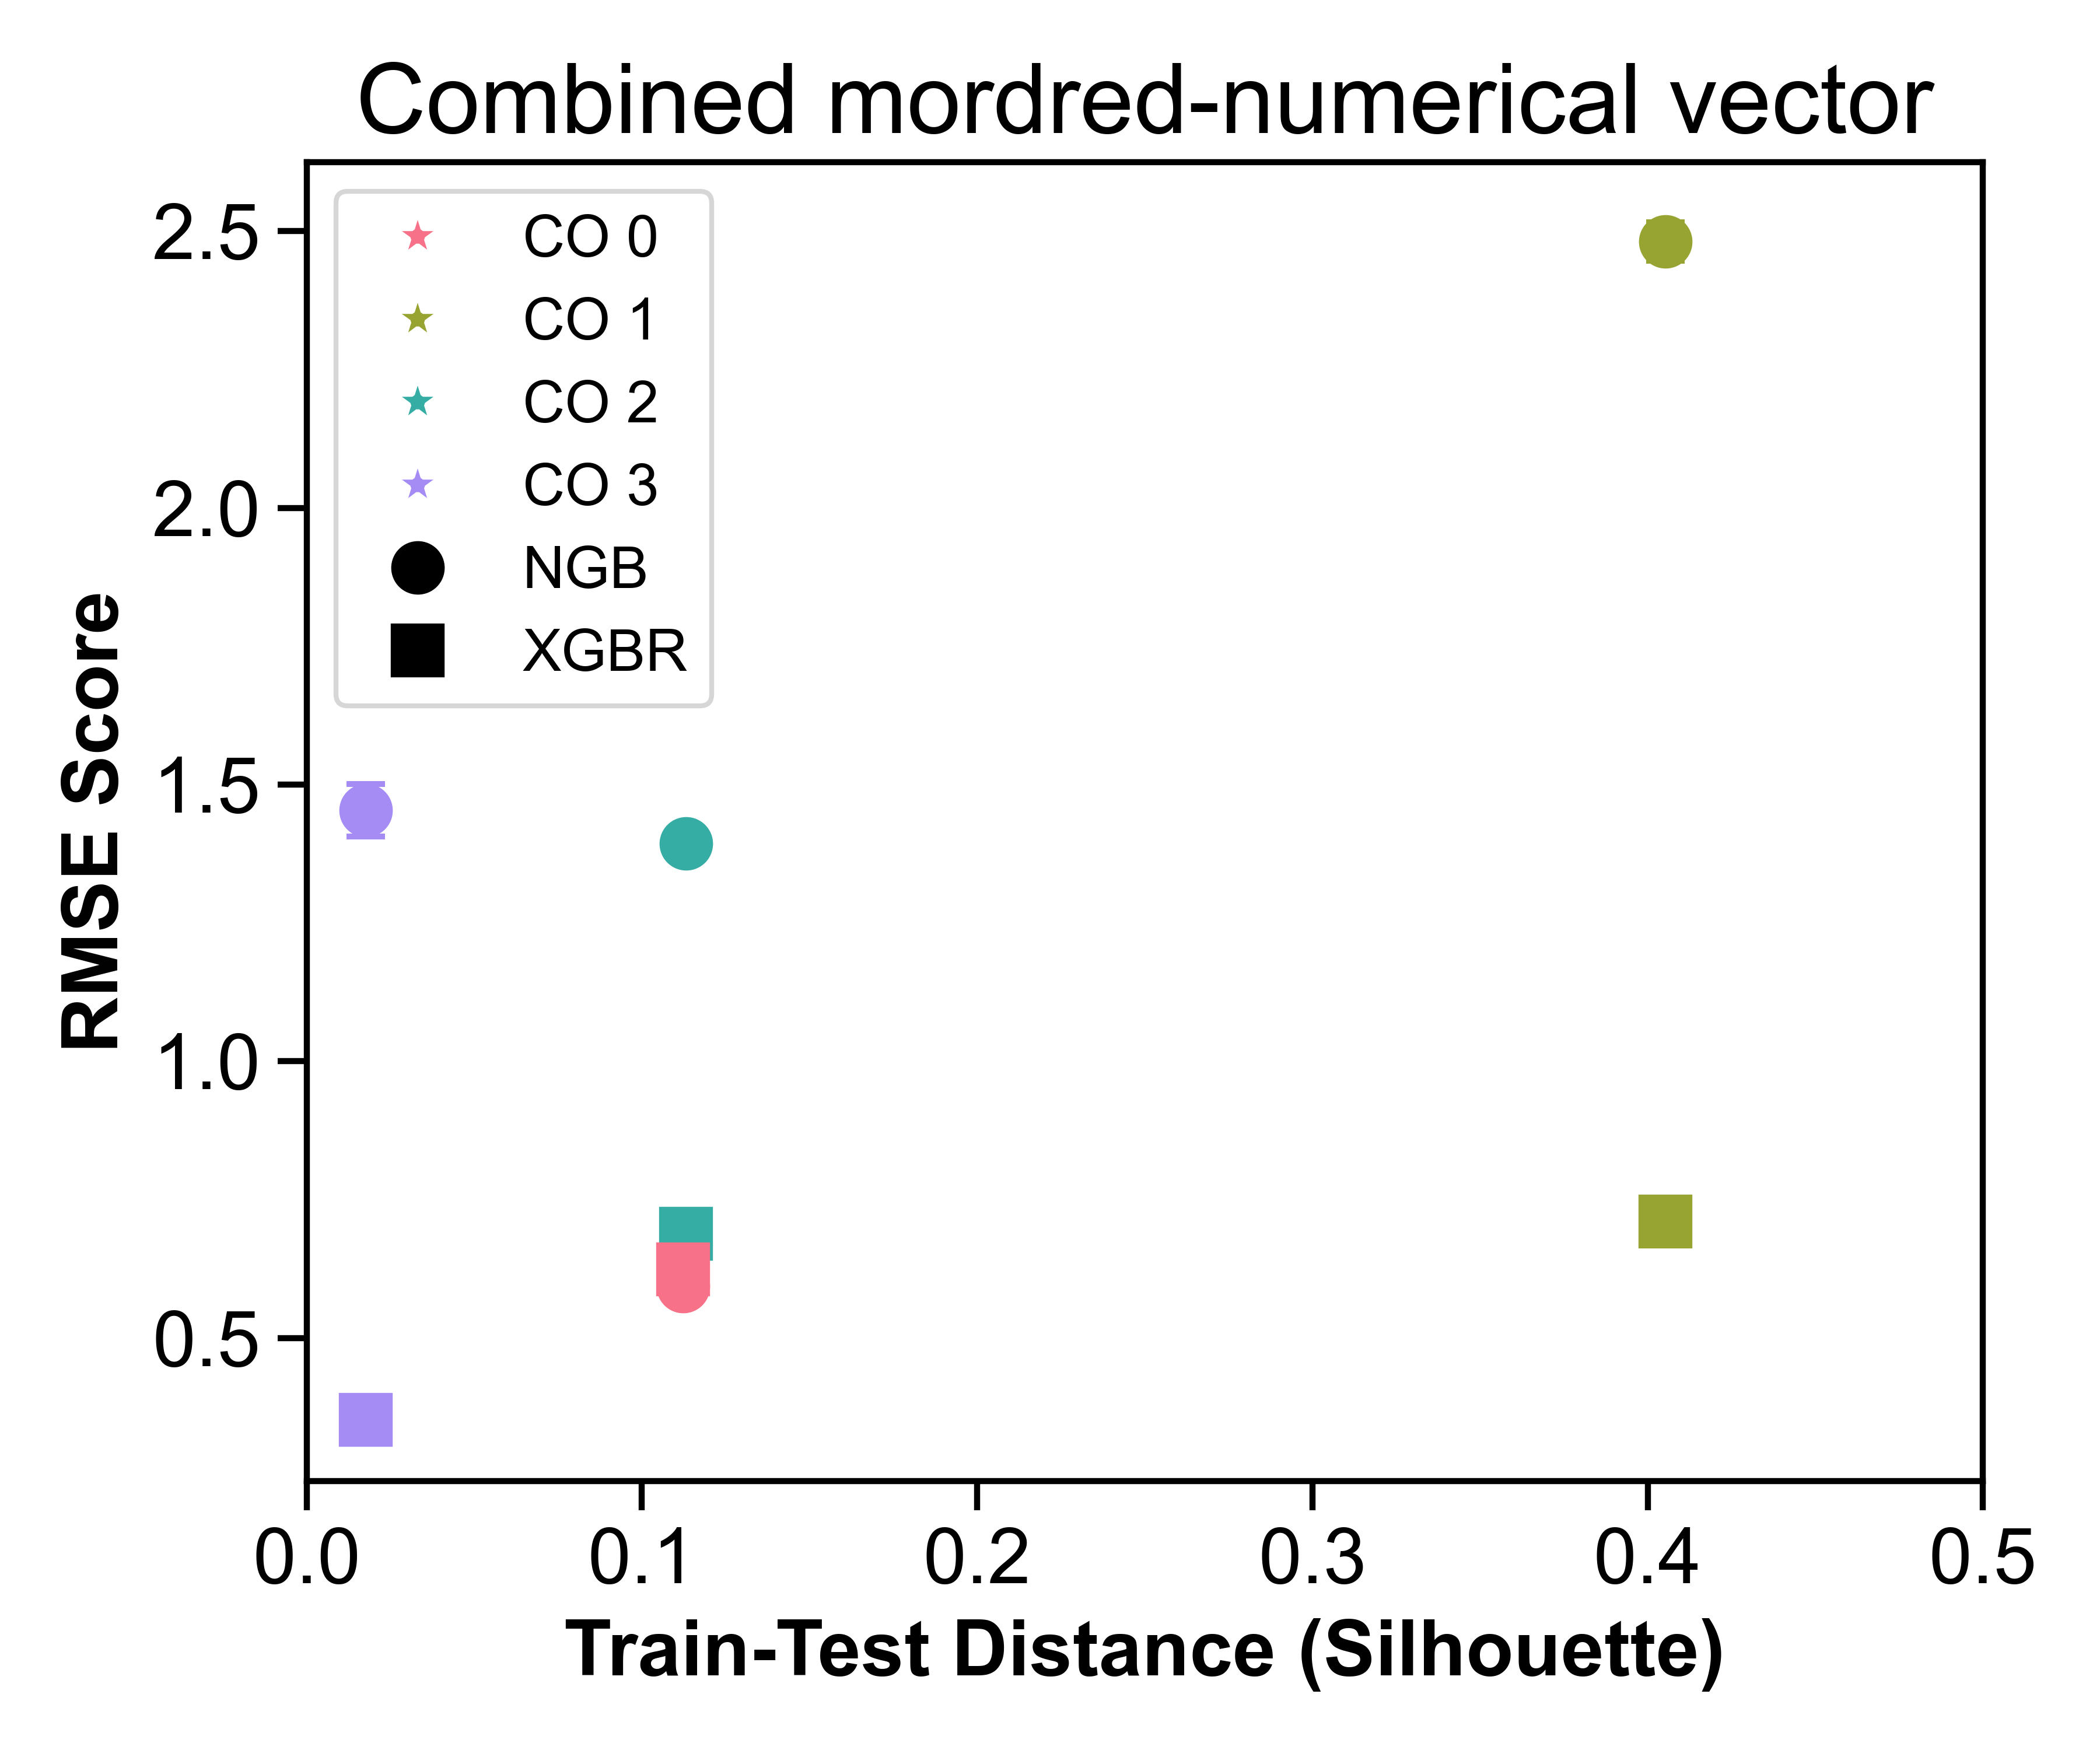 Combined mordred-numerical vector
CO 0
CO 1
CO 2
CO 3
NGB
XGBR
RMSE Score
2.5
2.0
1.5
1.0
0.5
0.0 0.1 0.2 0.3 0.4 0.5
Train-Test Distance (Silhouette)